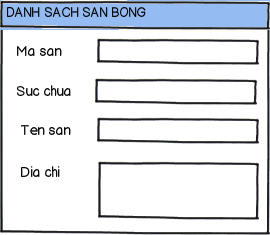 DANH SACH SAN BONG
Ma san
Suc chua
Ten san
Dia chi